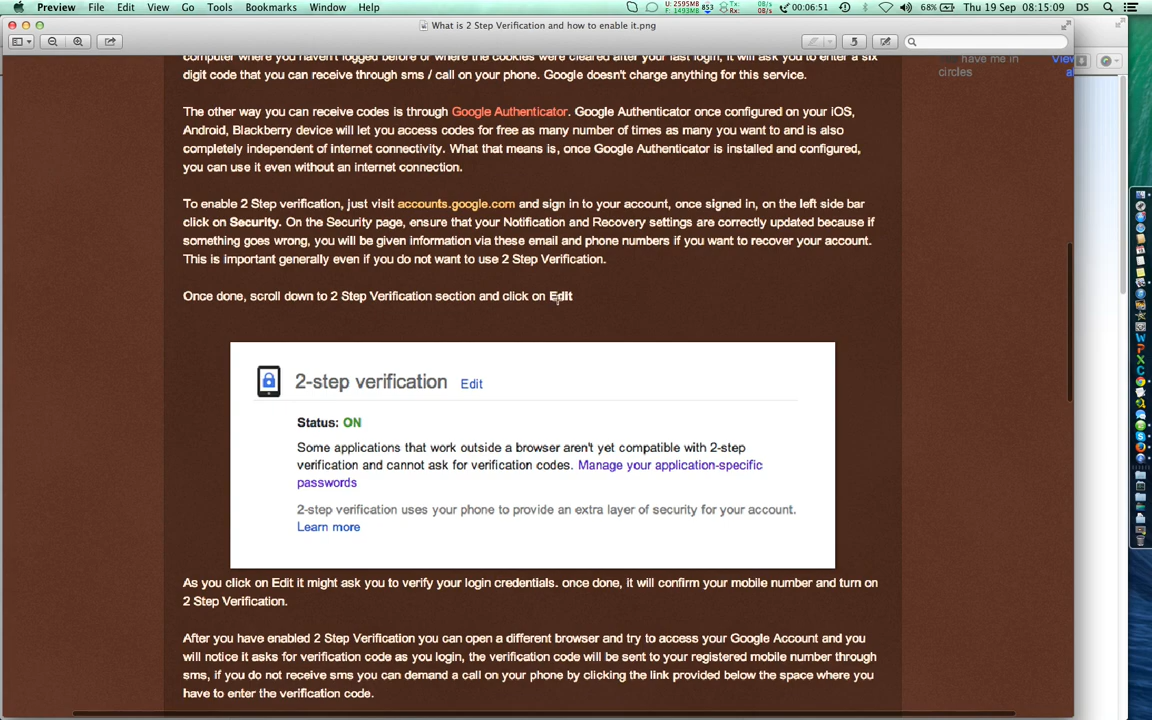 Preview File Edit View Go Tools Bookmarks Window Help
U: 2595MB
F: 1493MB
853
Tx: 0B/s
Rx: 0B/s
00:06:51
68%
Thu 19 Sep 08:15:09 DS
What is 2 Step Verification and how to enable it.png
computer where you haven't logged before or where the cookies were cleared after your last login, it will ask you to enter a six
digit code that you can receive through sms / call on your phone. Google doesn't charge anything for this service.
have me in
circles
View
al
The other way you can receive codes is through Google Authenticator. Google Authenticator once configured on your iOS,
Android, Blackberry device will let you access codes for free as many number of times as many you want to and is also
completely independent of internet connectivity. What that means is, once Google Authenticator is installed and configured,
you can use it even without an internet connection.
To enable 2 Step verification, just visit accounts.google.com and sign in to your account, once signed in, on the left side bar
click on Security. On the Security page, ensure that your Notification and Recovery settings are correctly updated because if
something goes wrong, you will be given information via these email and phone numbers if you want to recover your account.
This is important generally even if you do not want to use 2 Step Verification.
Once done, scroll down to 2 Step Verification section and click on Edit
2-step verification Edit
Status: ON
Some applications that work outside a browser aren't yet compatible with 2-step
verification and cannot ask for verification codes. Manage your application-specific
passwords
2-step verification uses your phone to provide an extra layer of security for your account.
Learn more
As you click on Edit it might ask you to verify your login credentials. once done, it will confirm your mobile number and turn on
2 Step Verification.
After you have enabled 2 Step Verification you can open a different browser and try to access your Google Account and you
will notice it asks for verification code as you login, the verification code will be sent to your registered mobile number through
sms, if you do not receive sms you can demand a call on your phone by clicking the link provided below the space where you
have to enter the verification code.